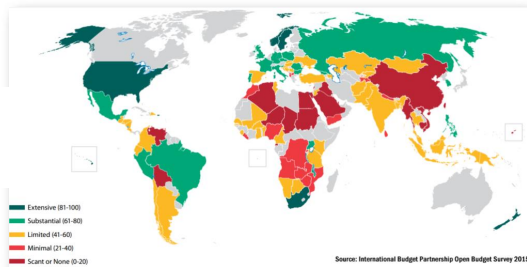 Extensive (81-100)
Substantial (61-80)
Limited (41-60)
Minimal (21-40)
Scant or None (0-20)
Source: International Budget Partnership Open Budget Survey 201